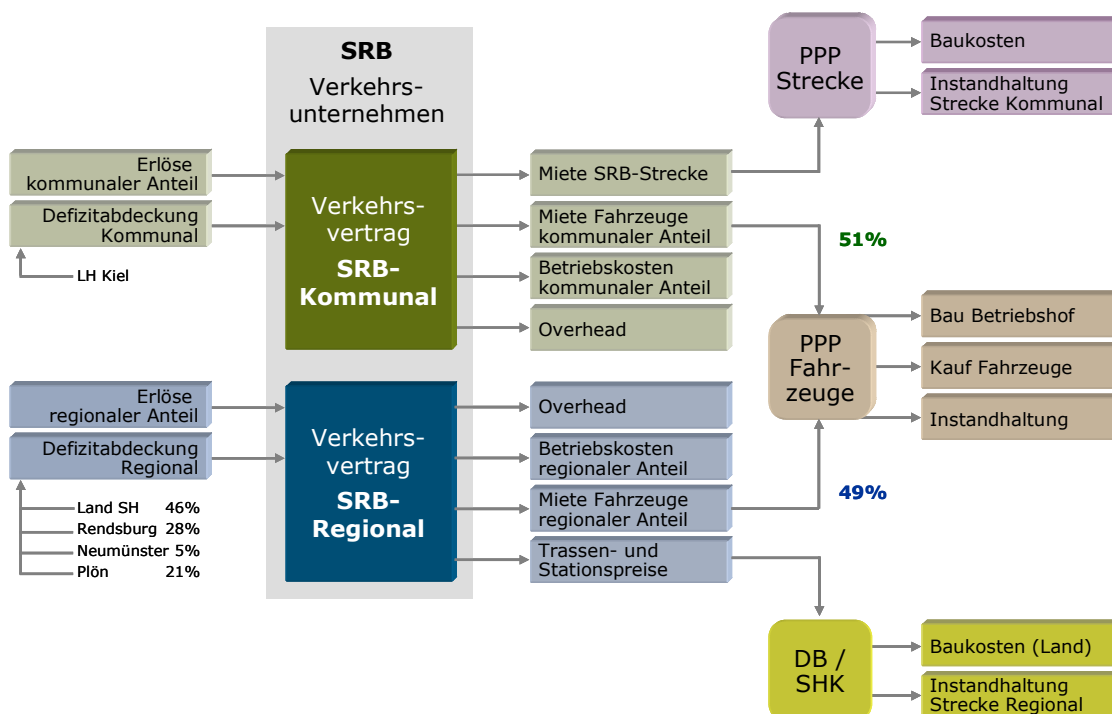 SRB
Verkehrs-
unternehmen
Erlöse
kommunaler Anteil
Defizitabdeckung
Kommunal
LH Kiel
Verkehrs-
vertrag
SRB-
Kommunal
Miete SRB-Strecke
Miete Fahrzeuge
kommunaler Anteil
Betriebskosten
kommunaler Anteil
Overhead
PPP
Strecke
Baukosten
Instandhaltung
Strecke Kommunal
51%
PPP
Fahr-
zeuge
Bau Betriebshof
Kauf Fahrzeuge
Instandhaltung
49%
Erlöse
regionaler Anteil
Defizitabdeckung
Regional
Land SH 46%
Rendsburg 28%
Neumünster 5%
Plön 21%
Verkehrs-
vertrag
SRB-
Regional
Overhead
Betriebskosten
regionaler Anteil
Miete Fahrzeuge
regionaler Anteil
Trassen- und
Stationspreise
DB /
SHK
Baukosten (Land)
Instandhaltung
Strecke Regional